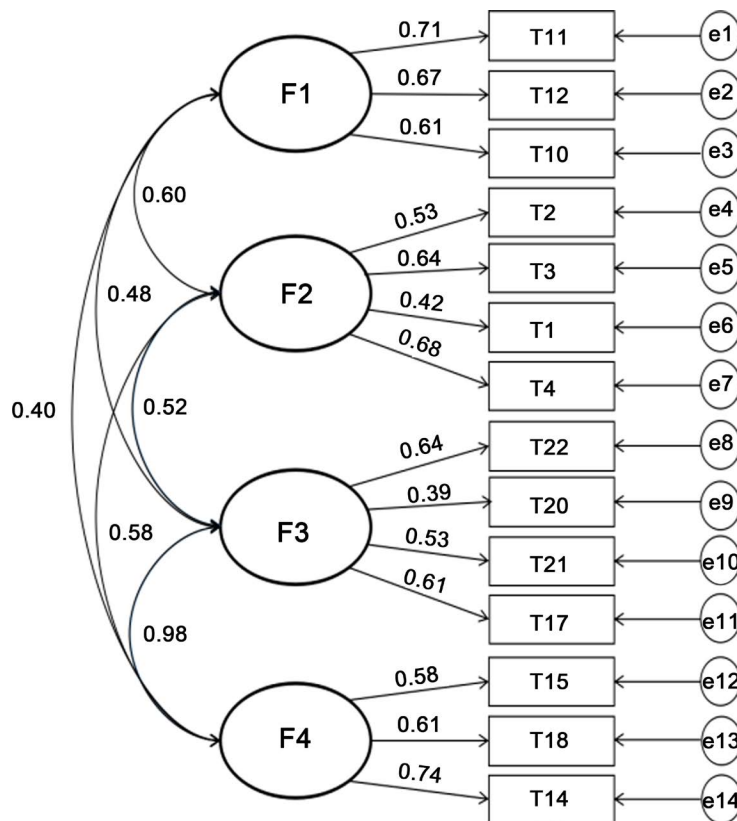 0.71
T11
e1
F1
0.67
T12
e2
0.61
T10
e3
0.60
0.53
T2
e4
F2
0.64
T3
e5
0.48
0.42
T1
e6
0.68
T4
e7
0.40
0.52
0.64
T22
e8
0.39
T20
e9
F3
0.58
0.53
T21
e10
0.61
T17
e11
0.98
0.58
T15
e12
F4
0.61
T18
e13
0.74
T14
e14